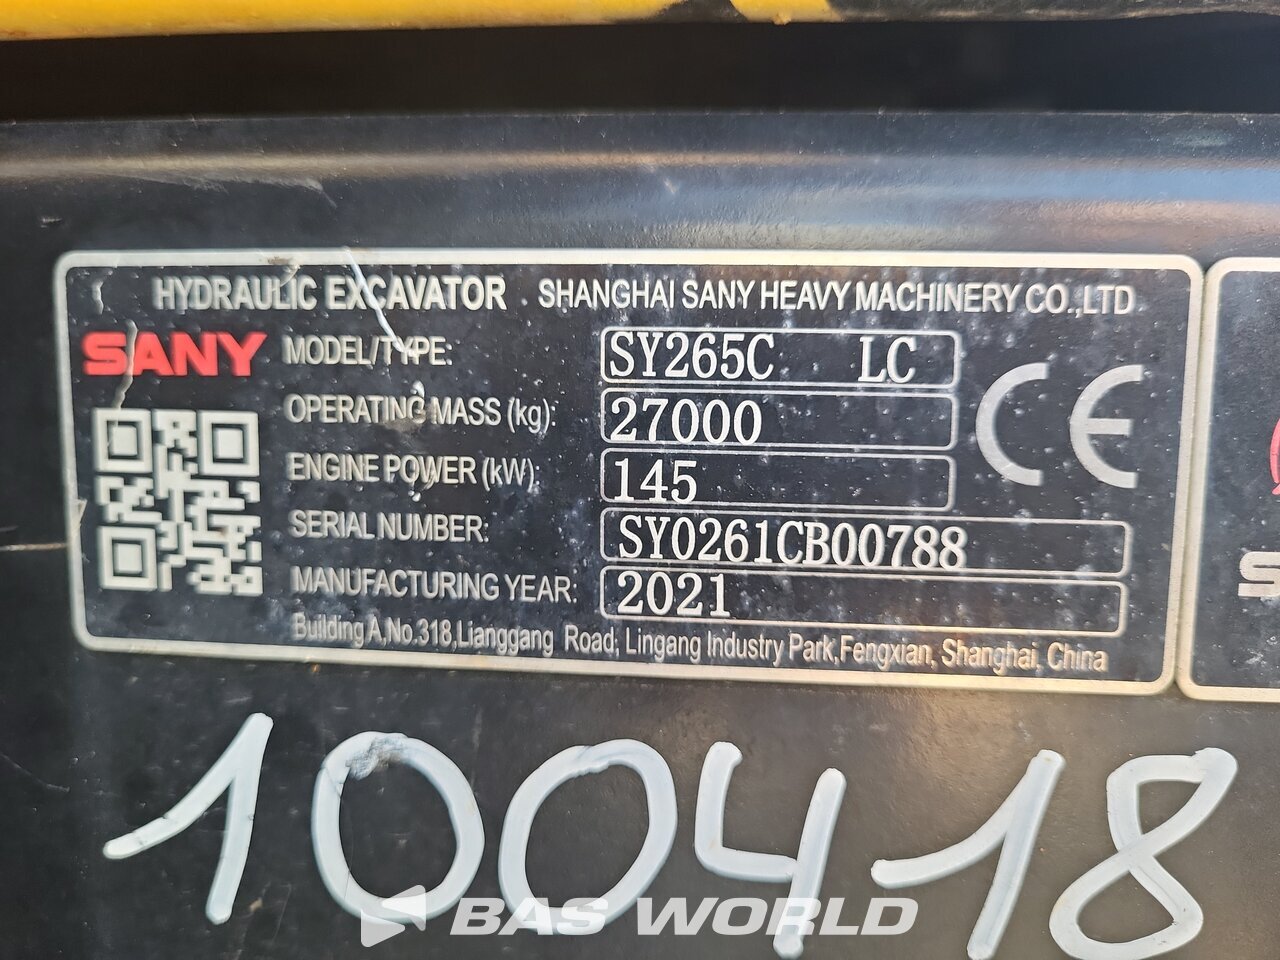 HYDRAULIC EXCAVATOR SHANGHAI SANY HEAVY MACHINERY CO.,LTD
SANY
MODEL/TYPE: SY265C LC
OPERATING MASS (kg): 27000
ENGINE POWER (kW): 145
SERIAL NUMBER: SY0261CB00788
MANUFACTURING YEAR: 2021
Building A,No.318,Lianggang Road, Lingang Industry Park,Fengxian, Shanghai, China
CE
100418
BAS WORLD